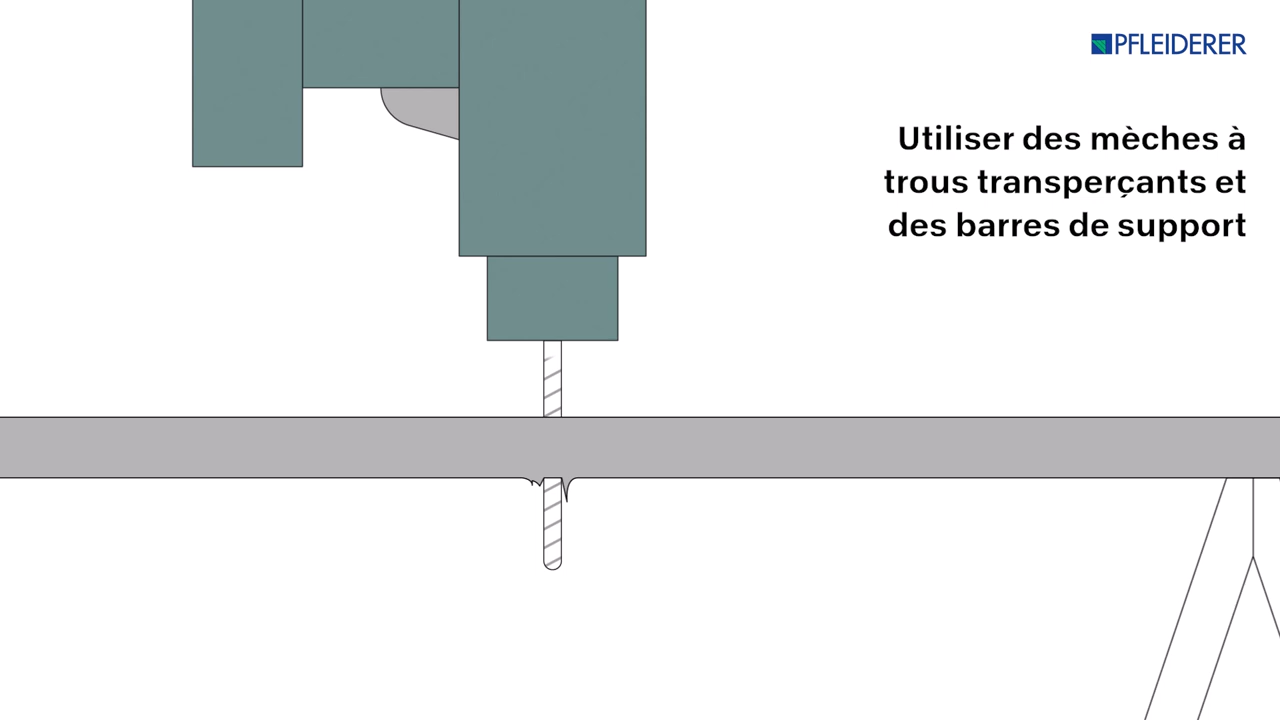 PFLEIDERER
Utiliser des mèches à
trous transperçants et
des barres de support